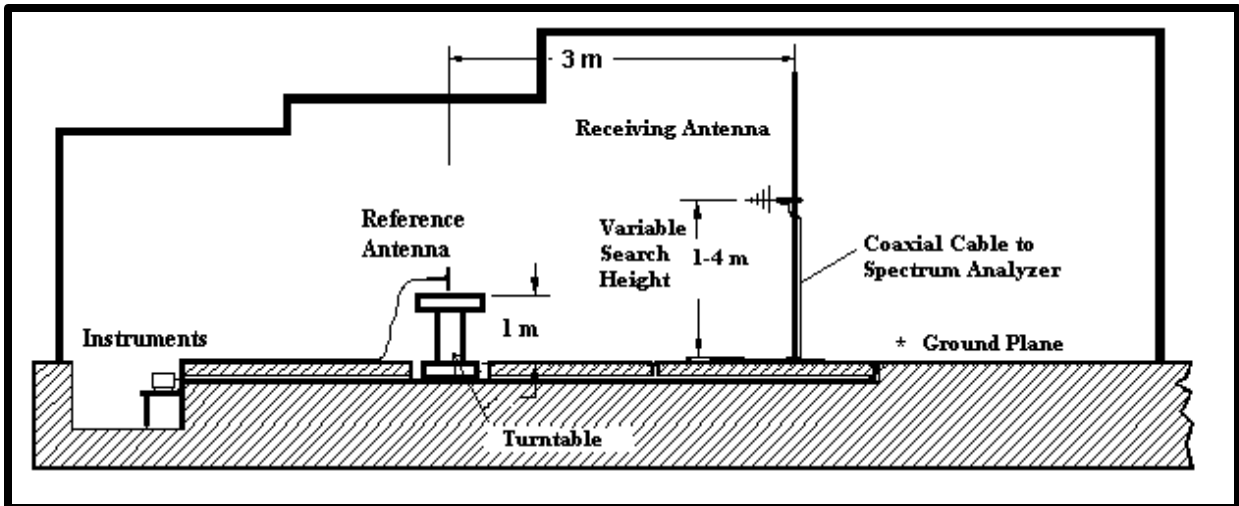 3 m
Receiving Antenna
Reference
Antenna
Variable
Search
Height
1-4 m
Coaxial Cable to
Spectrum Analyzer
1 m
Instruments
* Ground Plane
Turntable